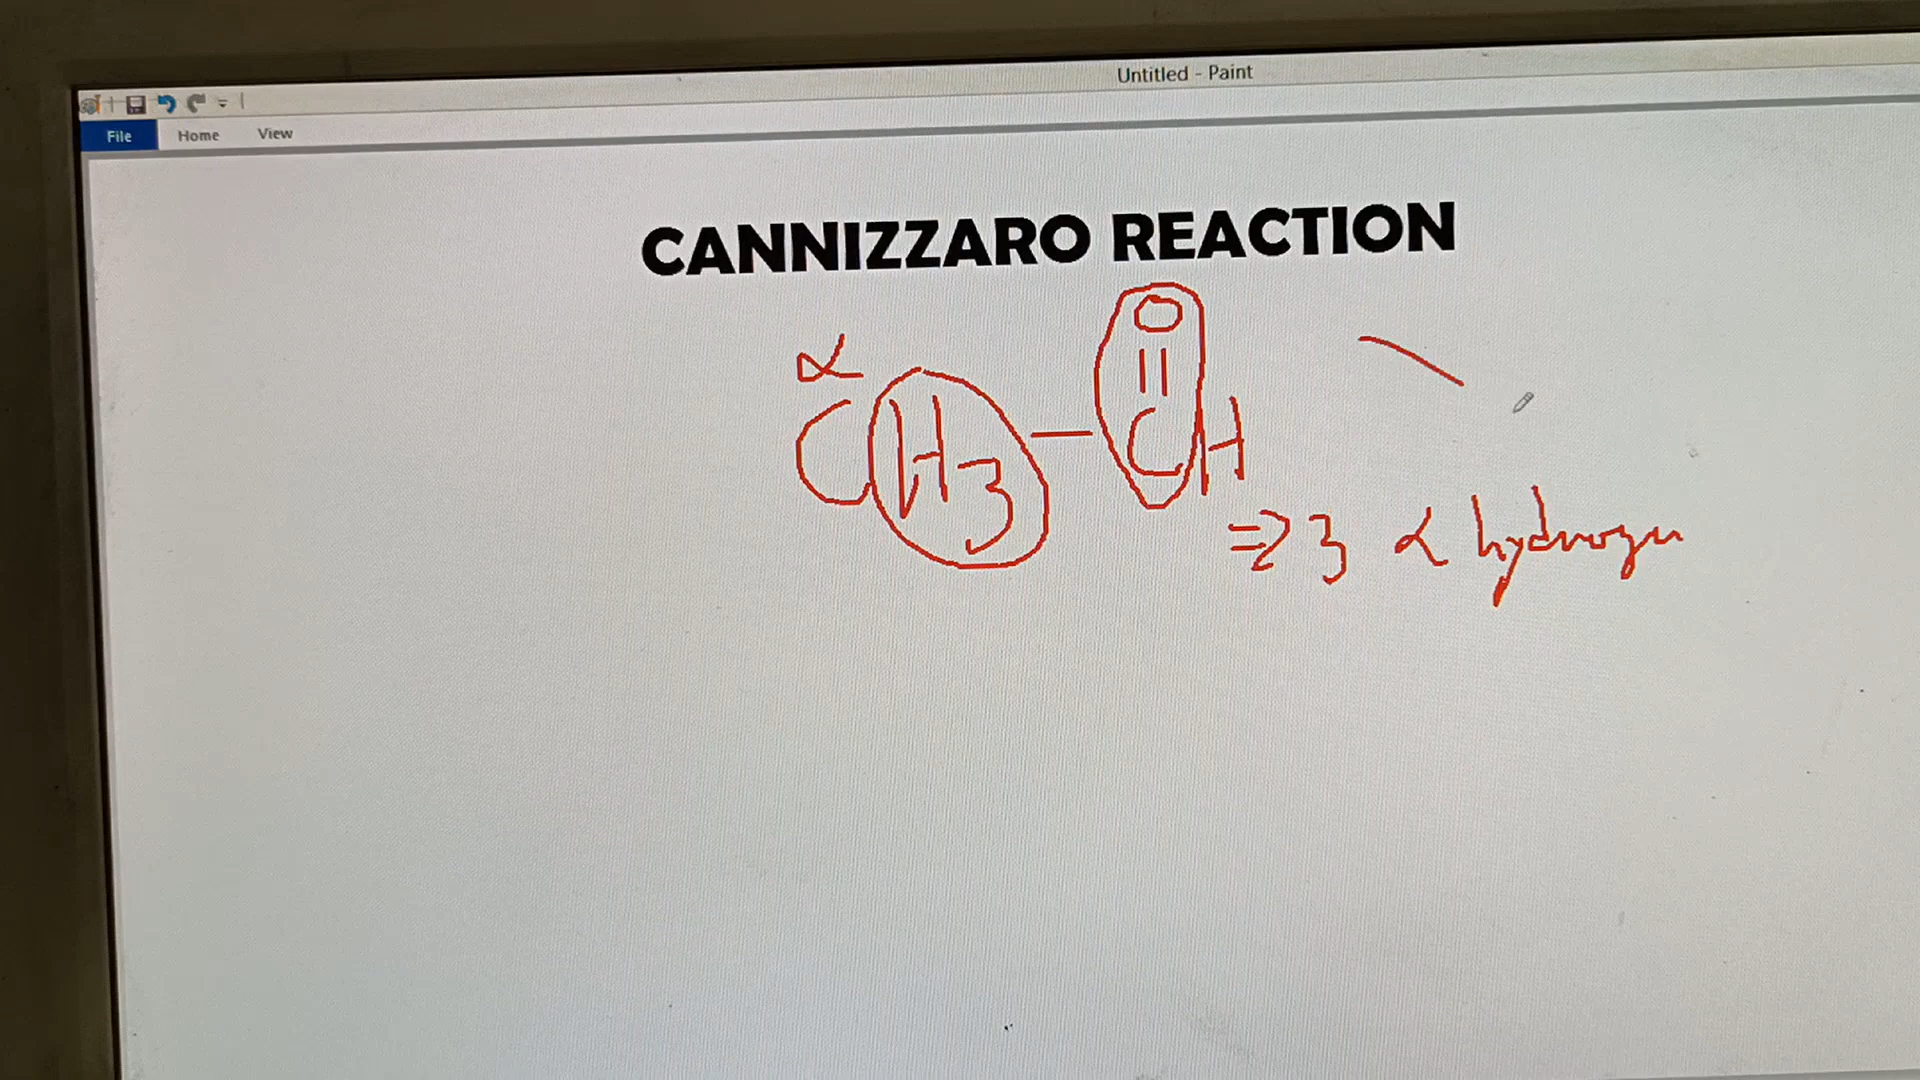 Untitled - Paint
File Home View
CANNIZZARO REACTION
O
α
CH3 - CH
⇒ 3 α hydrogen